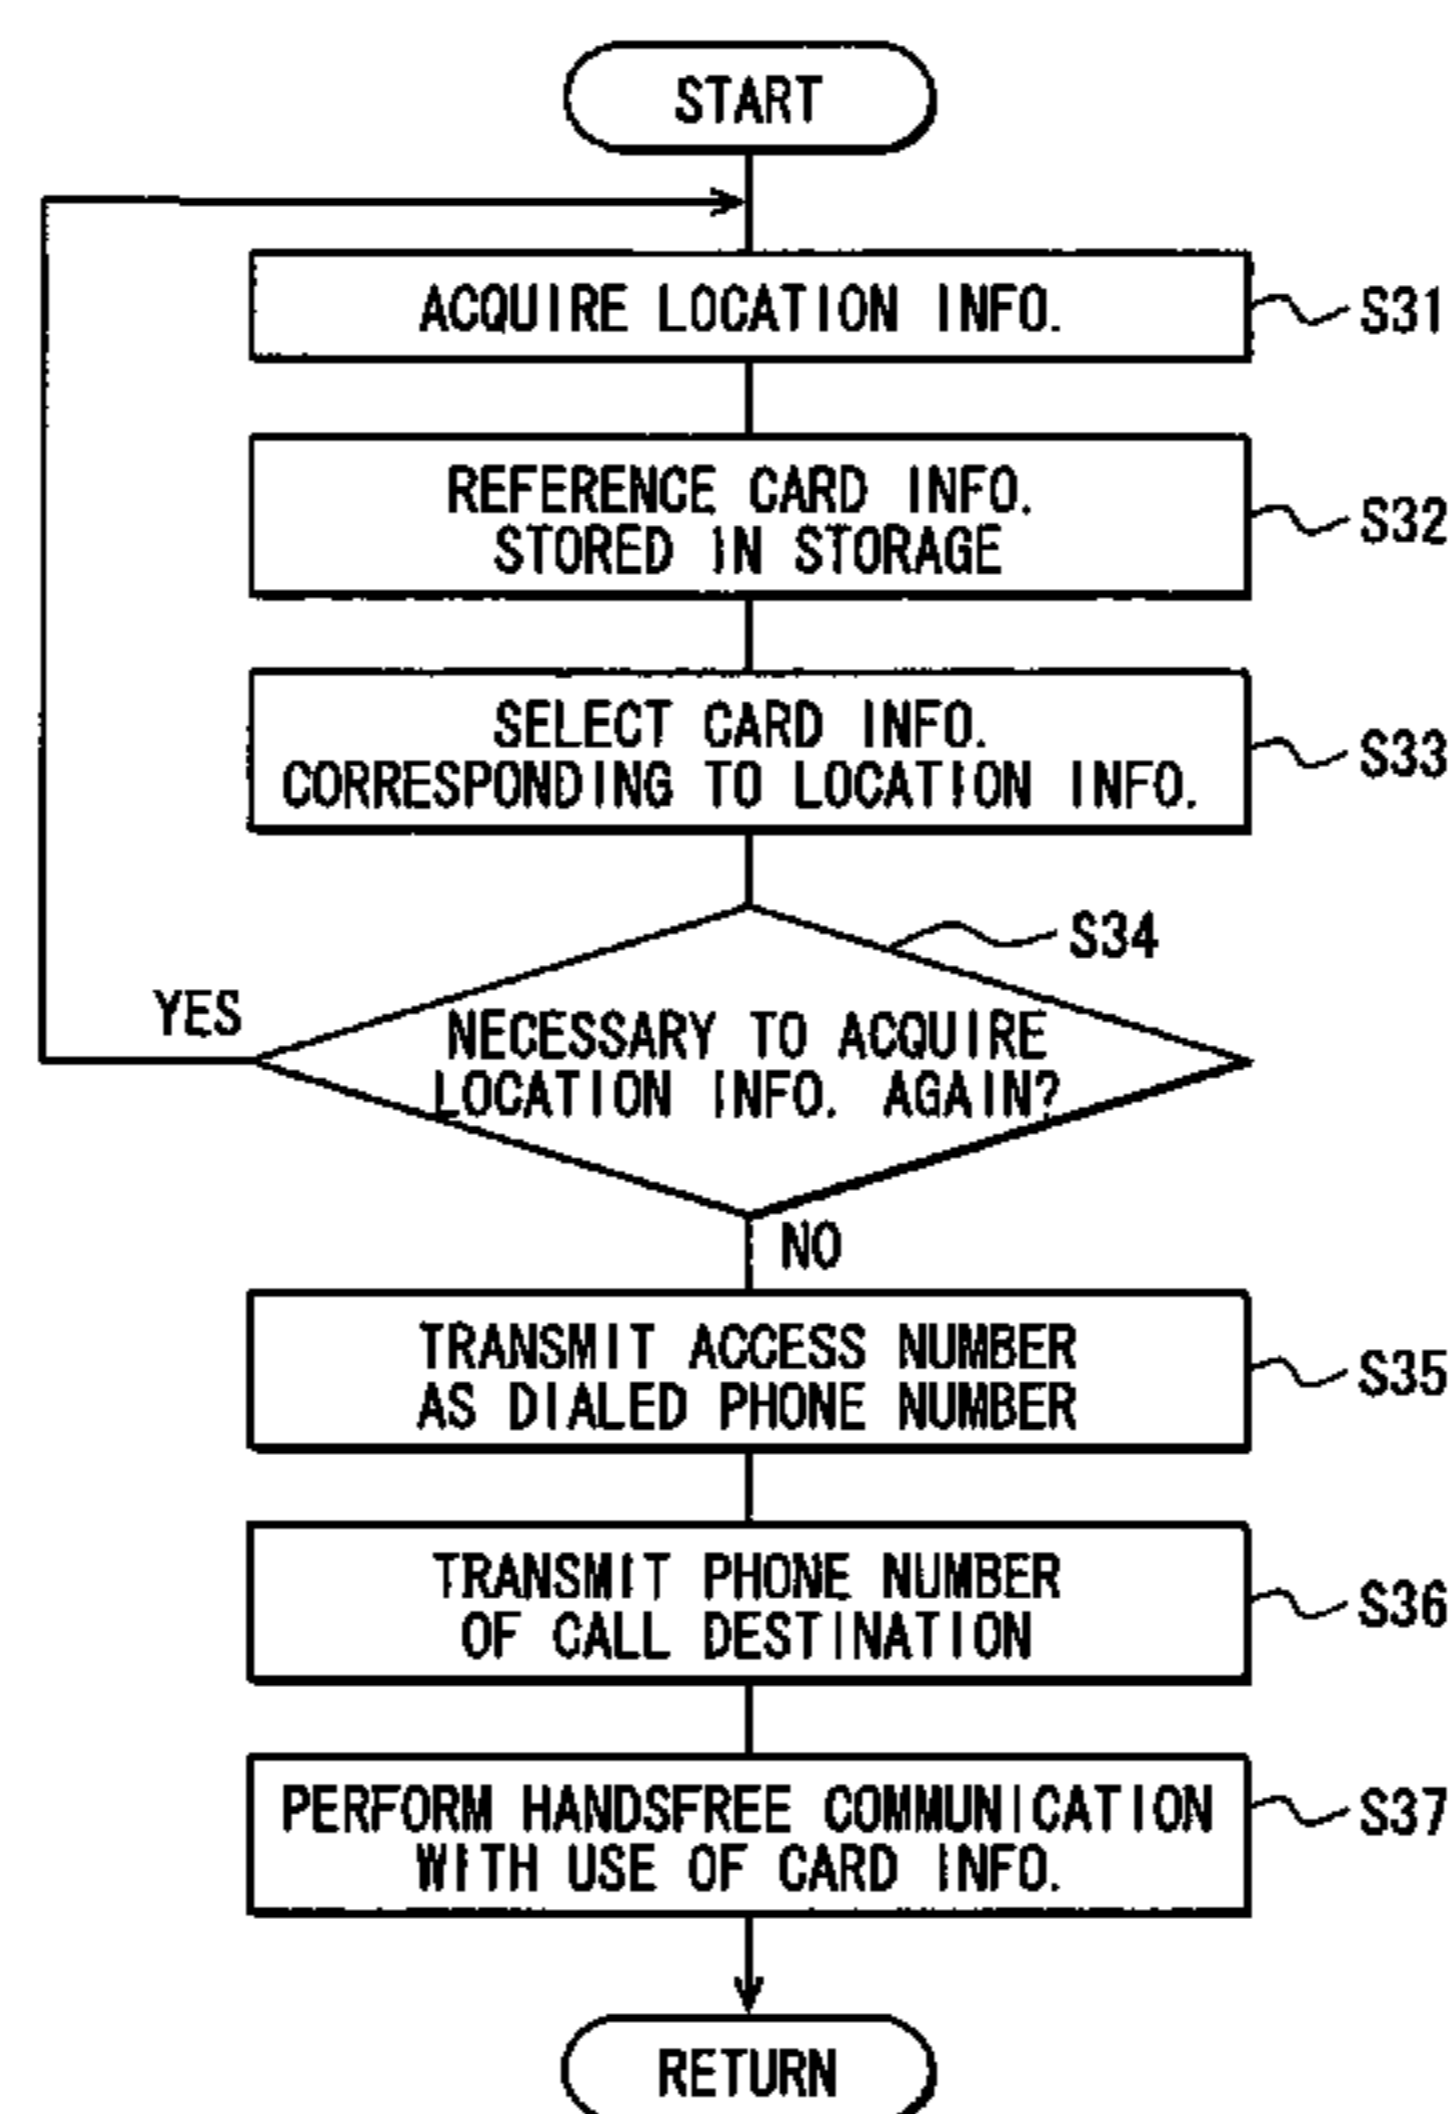 START
ACQUIRE LOCATION INFO.
S31
REFERENCE CARD INFO.
STORED IN STORAGE
S32
SELECT CARD INFO.
CORRESPONDING TO LOCATION INFO.
S33
S34
YES
NECESSARY TO ACQUIRE
LOCATION INFO. AGAIN?
NO
TRANSMIT ACCESS NUMBER
AS DIALED PHONE NUMBER
S35
TRANSMIT PHONE NUMBER
OF CALL DESTINATION
S36
PERFORM HANDSFREE COMMUNICATION
WITH USE OF CARD INFO.
S37
RETURN